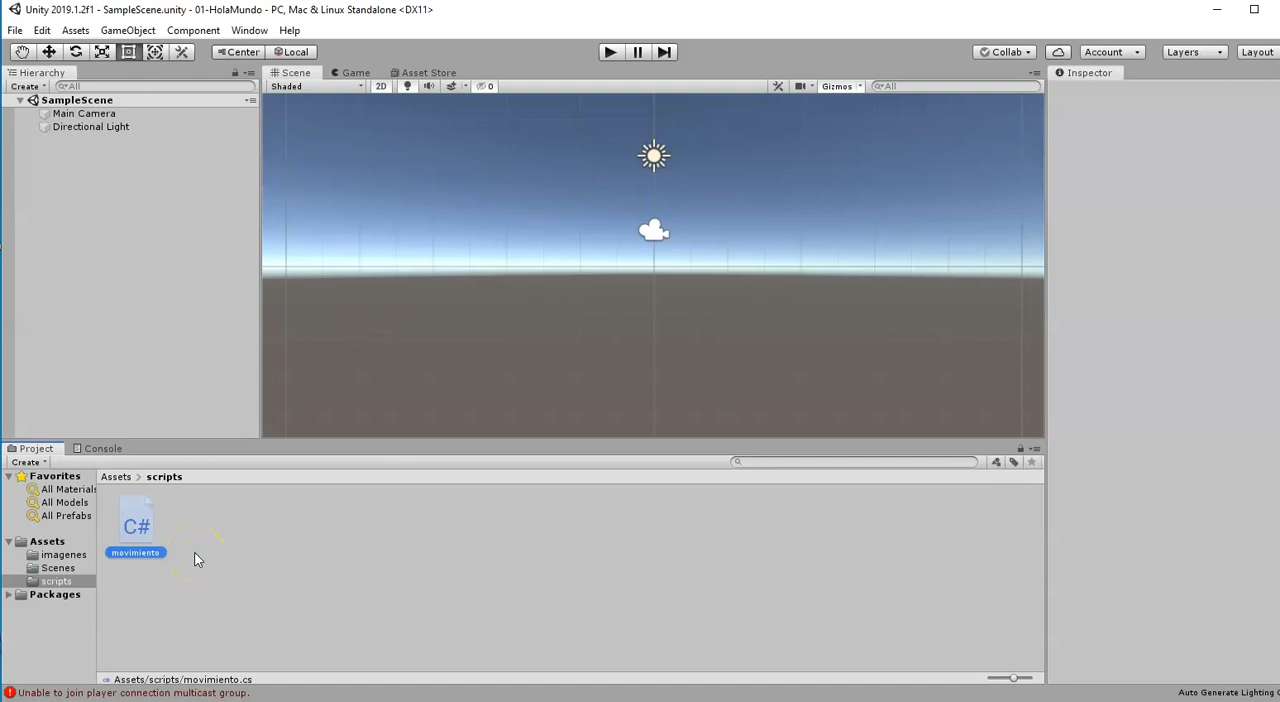 Unity 2019.1.2f1 - SampleScene.unity - 01-HolaMundo - PC, Mac & Linux Standalone <DX11>
File Edit Assets GameObject Component Window Help
Center Local Collab Account Layers Layout
Hierarchy Scene Game Asset Store Inspector
Create All Shaded 2D 0 Gizmos All
SampleScene
Main Camera
Directional Light
Project Console
Create
Favorites
All Materials
All Models
All Prefabs
Assets
imagenes
Scenes
scripts
Packages
Assets > scripts
C#
movimiento
Assets/scripts/movimiento.cs
Unable to join player connection multicast group.
Auto Generate Lighting